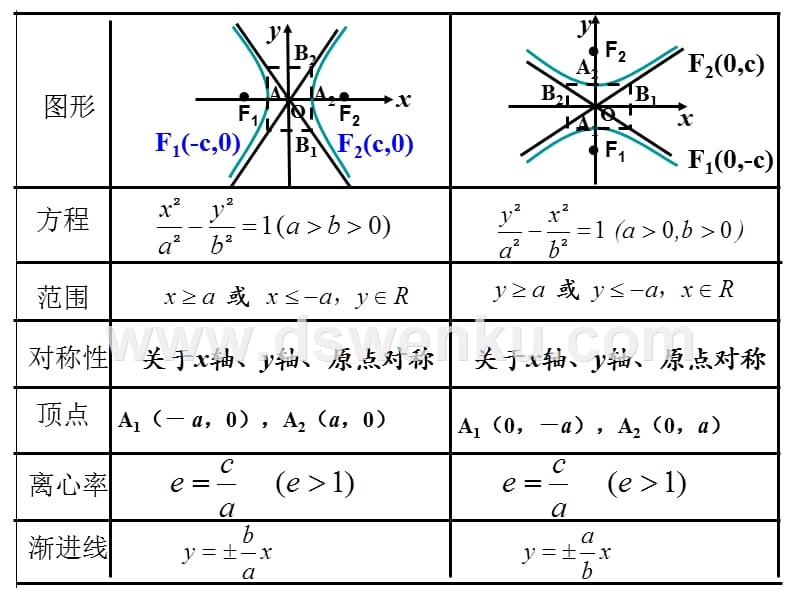 图形
y
B₂
A₁
A₂
F₁
O
F₂
x
B₁
F₁(-c,0)
F₂(c,0)
y
F₂
A₂
F₂(0,c)
B₂
B₁
O
x
A₁
F₁
F₁(0,-c)
方程
x²/a² - y²/b² = 1 (a > b > 0)
y²/a² - x²/b² = 1 (a > 0, b > 0)
范围
x ≥ a 或 x ≤ -a, y ∈ R
y ≥ a 或 y ≤ -a, x ∈ R
www.dswenku.com
对称性
关于x轴、y轴、原点对称
关于x轴、y轴、原点对称
顶点
A₁（－a，0），A₂（a，0）
A₁（0，－a），A₂（0，a）
离心率
e = c/a (e > 1)
e = c/a (e > 1)
渐进线
y = ± b/a x
y = ± a/b x